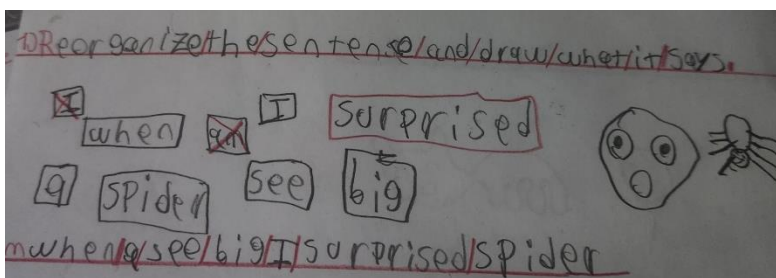 1)Reorganize/the/sentense/and/draw/what/it/says.
I when am I surprised
a spider see big
when/a/see/big/I/surprised/spider